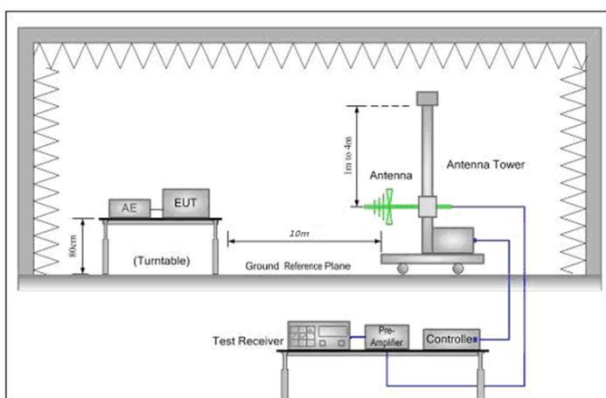 1m to 4m
Antenna
Antenna Tower
AE
EUT
80cm
(Turntable)
10m
Ground Reference Plane
Test Receiver
Pre-
Amplifier
Controller